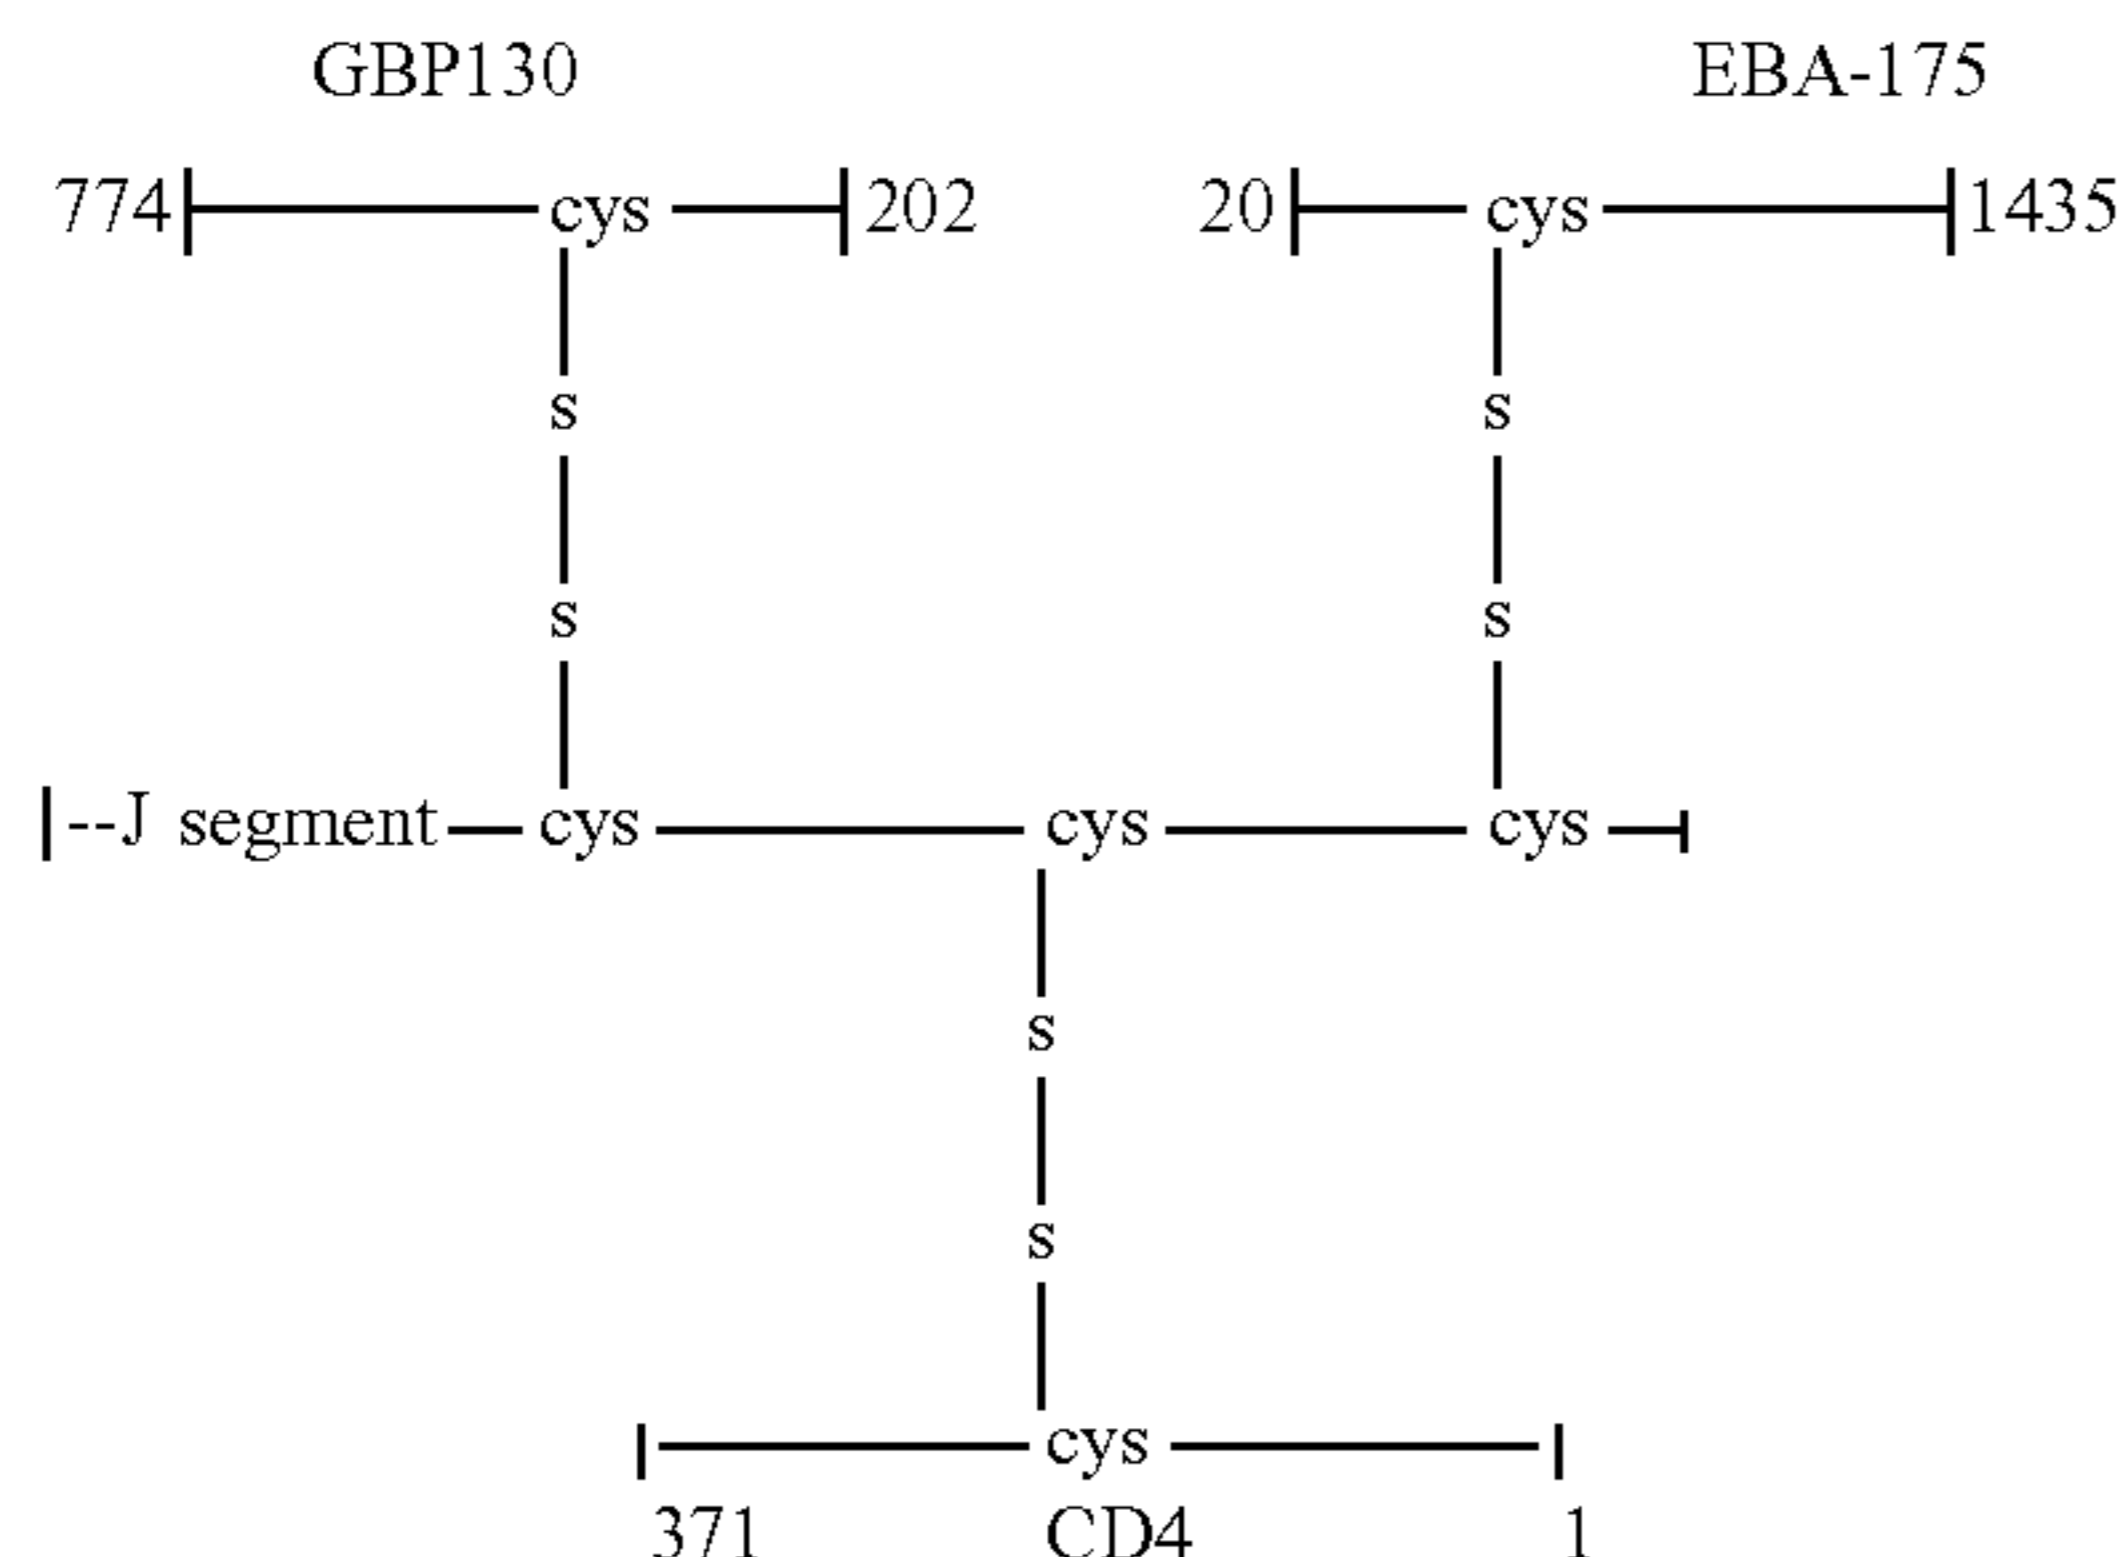 GBP130 EBA-175
774 cys 202 20 cys 1435
s s
s s
|--J segment—cys cys cys
s
s
cys
371 CD4 1